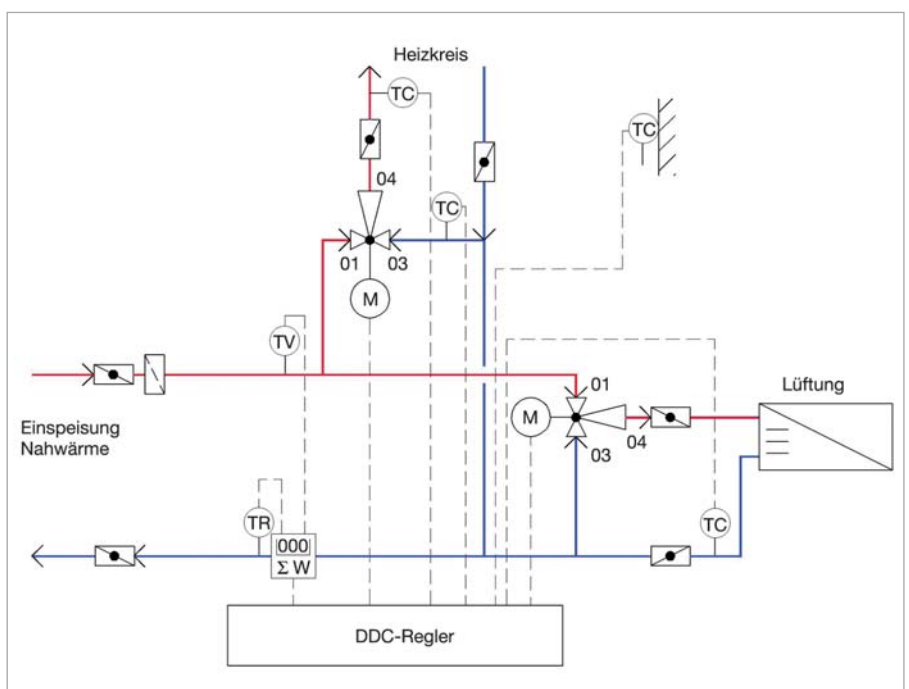 Heizkreis
TC
TC
04
TC
01
03
M
TV
01
Lüftung
M
Einspeisung
Nahwärme
04
03
TR
TC
000
Σ W
DDC-Regler